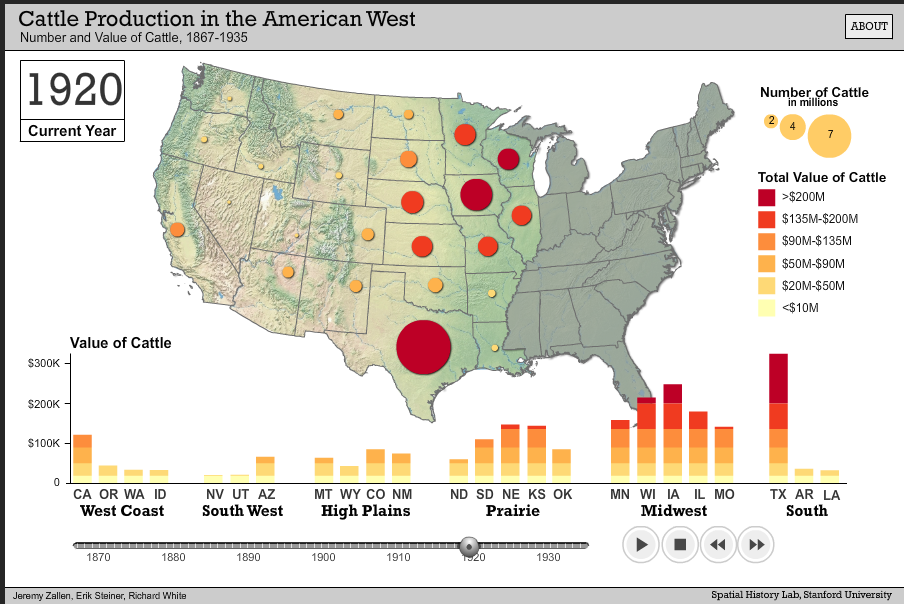 Cattle Production in the American West
Number and Value of Cattle, 1867-1935
ABOUT
1920
Current Year
Number of Cattle
in millions
2 4 7
Total Value of Cattle
>$200M
$135M-$200M
$90M-$135M
$50M-$90M
$20M-$50M
<$10M
Value of Cattle
$300K
$200K
$100K
0
CA OR WA ID NV UT AZ MT WY CO NM ND SD NE KS OK MN WI IA IL MO TX AR LA
West Coast South West High Plains Prairie Midwest South
1870 1880 1890 1900 1910 1920 1930
Jeremy Zallen, Erik Steiner, Richard White
Spatial History Lab, Stanford University